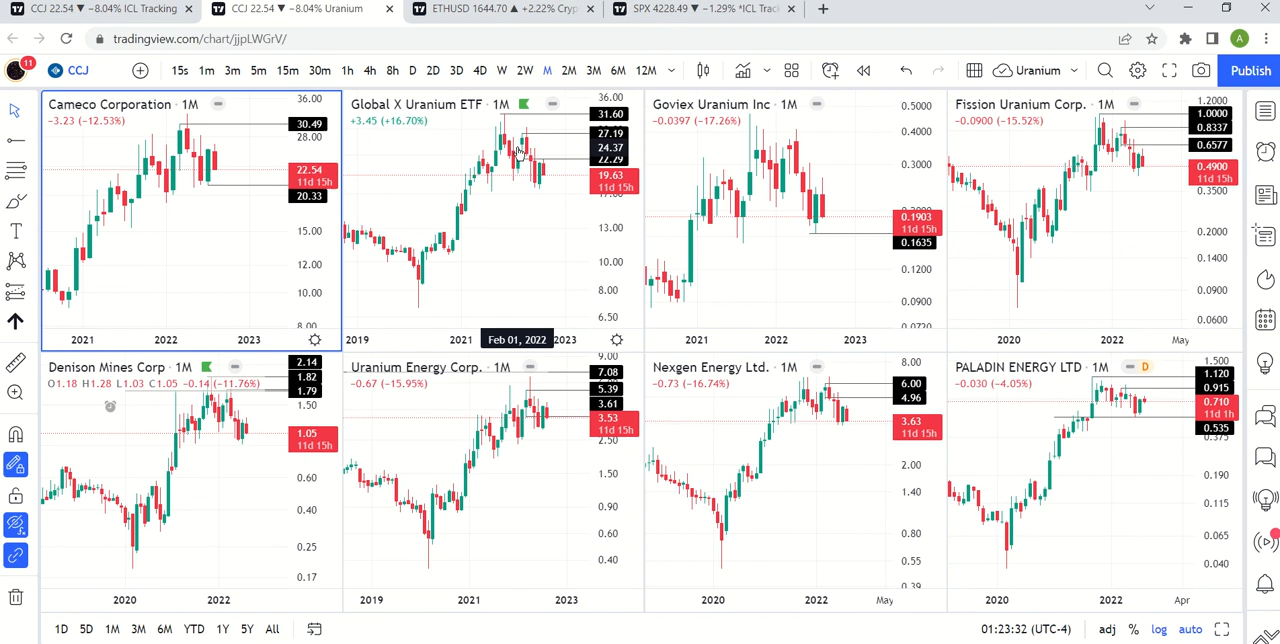 CCJ 22.54 ▼ −8.04% ICL Tracking
CCJ 22.54 ▼ −8.04% Uranium
ETHUSD 1644.70 ▲ +2.22% Cryp
SPX 4228.49 ▼ −1.29% *ICL Trac
tradingview.com/chart/jjpLWGrV/
A
11
CCJ
15s 1m 3m 5m 15m 30m 1h 4h 8h D 2D 3D 4D W 2W M 2M 3M 6M 12M
Uranium
Publish
Cameco Corporation · 1M
−3.23 (−12.53%)
36.00
30.49
28.00
22.54
11d 15h
20.33
15.00
12.00
10.00
8.00
2021 2022 2023
Global X Uranium ETF · 1M
+3.45 (+16.70%)
36.00
31.60
27.19
24.37
22.29
19.63
11d 15h
13.00
10.00
8.00
6.50
2019 2021 Feb 01, 2022 2023
Goviex Uranium Inc · 1M
−0.0397 (−17.26%)
0.5000
0.4000
0.3000
0.1903
11d 15h
0.1635
0.1200
0.0900
0.0720
2021 2022 2023
Fission Uranium Corp. · 1M
−0.0900 (−15.52%)
1.2000
1.0000
0.8337
0.6577
0.4900
11d 15h
0.3500
0.2000
0.1400
0.0900
0.0600
2020 2022 May
Denison Mines Corp · 1M
O1.18 H1.28 L1.03 C1.05 −0.14 (−11.76%)
2.14
1.82
1.79
1.50
1.05
11d 15h
0.60
0.40
0.25
0.17
2020 2022
Uranium Energy Corp. · 1M
−0.67 (−15.95%)
9.00
7.08
5.39
3.61
3.53
11d 15h
2.50
1.50
0.90
0.60
0.40
2019 2021 2023
Nexgen Energy Ltd. · 1M
−0.73 (−16.74%)
8.00
6.00
4.96
3.63
11d 15h
2.00
1.40
0.80
0.55
0.39
2020 2022 May
PALADIN ENERGY LTD · 1M D
−0.030 (−4.05%)
1.500
1.120
0.915
0.710
11d 1h
0.535
0.375
0.190
0.115
0.065
0.040
2020 2022 Apr
1D 5D 1M 3M 6M YTD 1Y 5Y All
01:23:32 (UTC-4)
adj % log auto